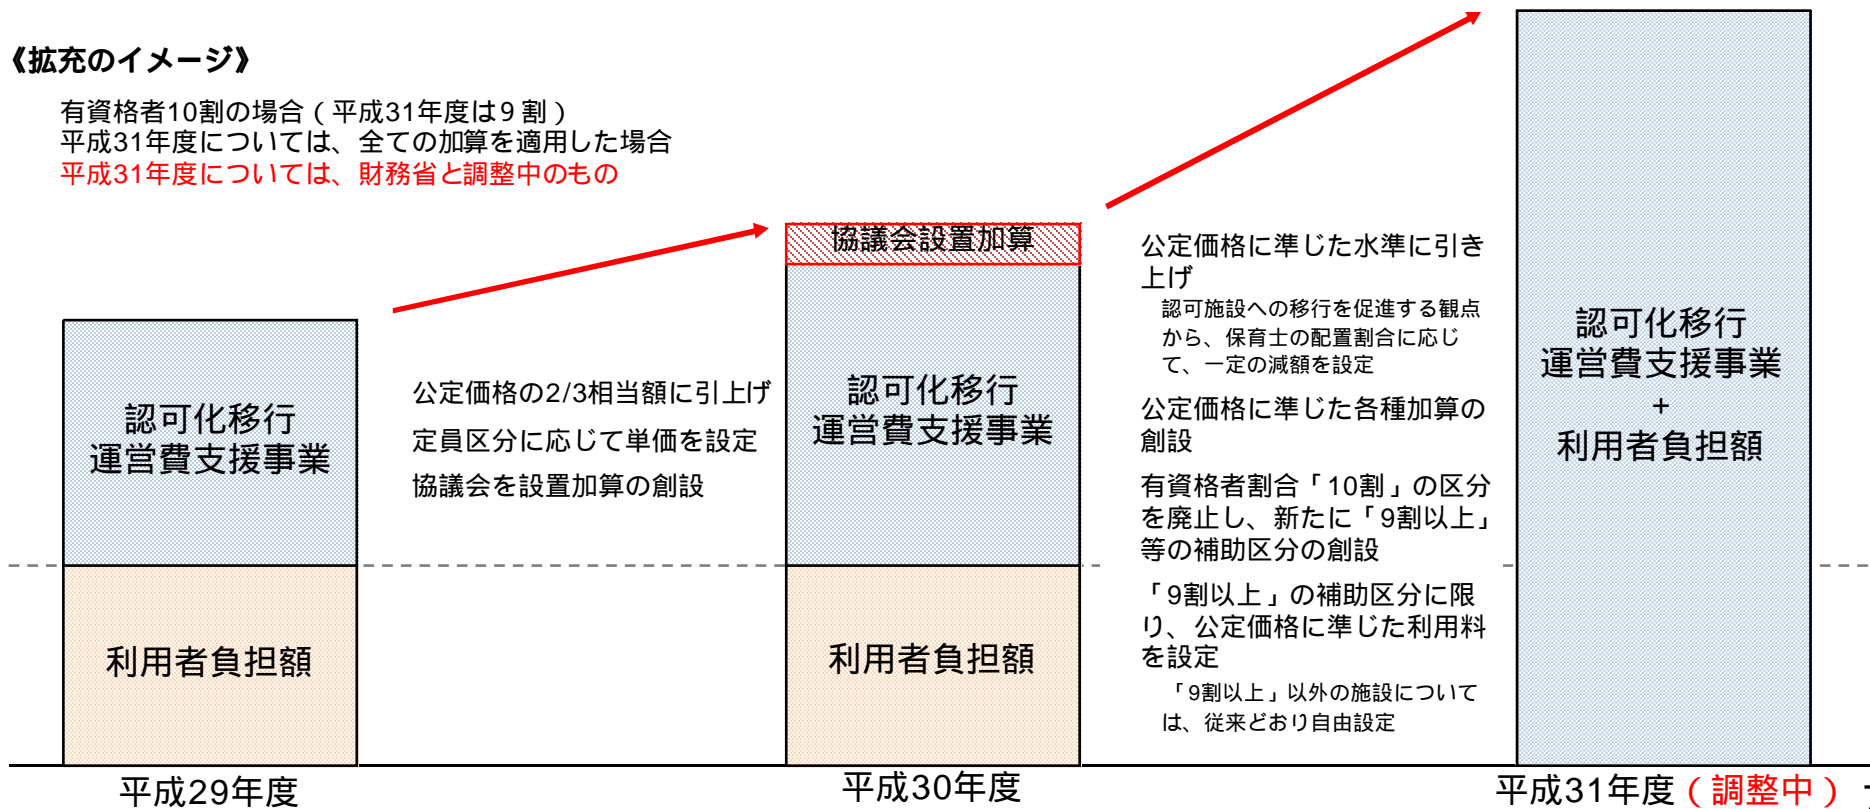 《拡充のイメージ》
有資格者10割の場合（平成31年度は９割）
平成31年度については、全ての加算を適用した場合
平成31年度については、財務省と調整中のもの
認可化移行
運営費支援事業
利用者負担額
平成29年度
公定価格の2/3相当額に引上げ
定員区分に応じて単価を設定
協議会を設置加算の創設
協議会設置加算
認可化移行
運営費支援事業
利用者負担額
平成30年度
公定価格に準じた水準に引き
上げ
認可施設への移行を促進する観点
から、保育士の配置割合に応じ
て、一定の減額を設定
公定価格に準じた各種加算の
創設
有資格者割合「10割」の区分
を廃止し、新たに「9割以上」
等の補助区分の創設
「9割以上」の補助区分に限
り、公定価格に準じた利用料
を設定
「9割以上」以外の施設について
は、従来どおり自由設定
認可化移行
運営費支援事業
+
利用者負担額
平成31年度（調整中）